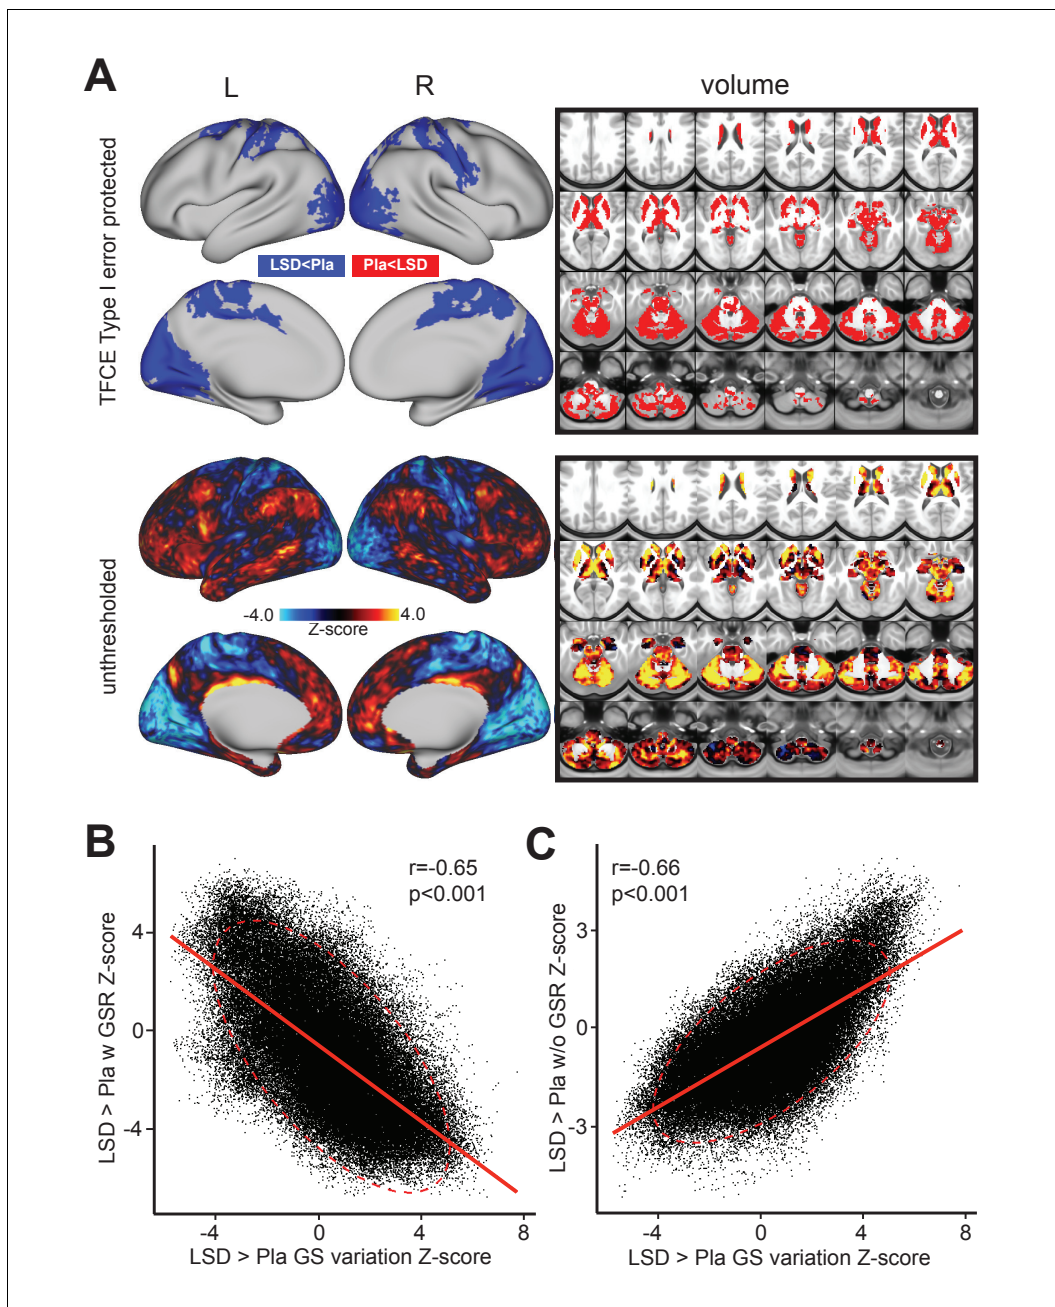 A
L
R
volume
TFCE Type I error protected
LSD<Pla
Pla<LSD
unthresholded
-4.0
4.0
Z-score
B
r=-0.65
p<0.001
LSD > Pla w GSR Z-score
4
0
-4
-4
0
4
8
LSD > Pla GS variation Z-score
C
r=-0.66
p<0.001
LSD > Pla w/o GSR Z-score
3
0
-3
-4
0
4
8
LSD > Pla GS variation Z-score